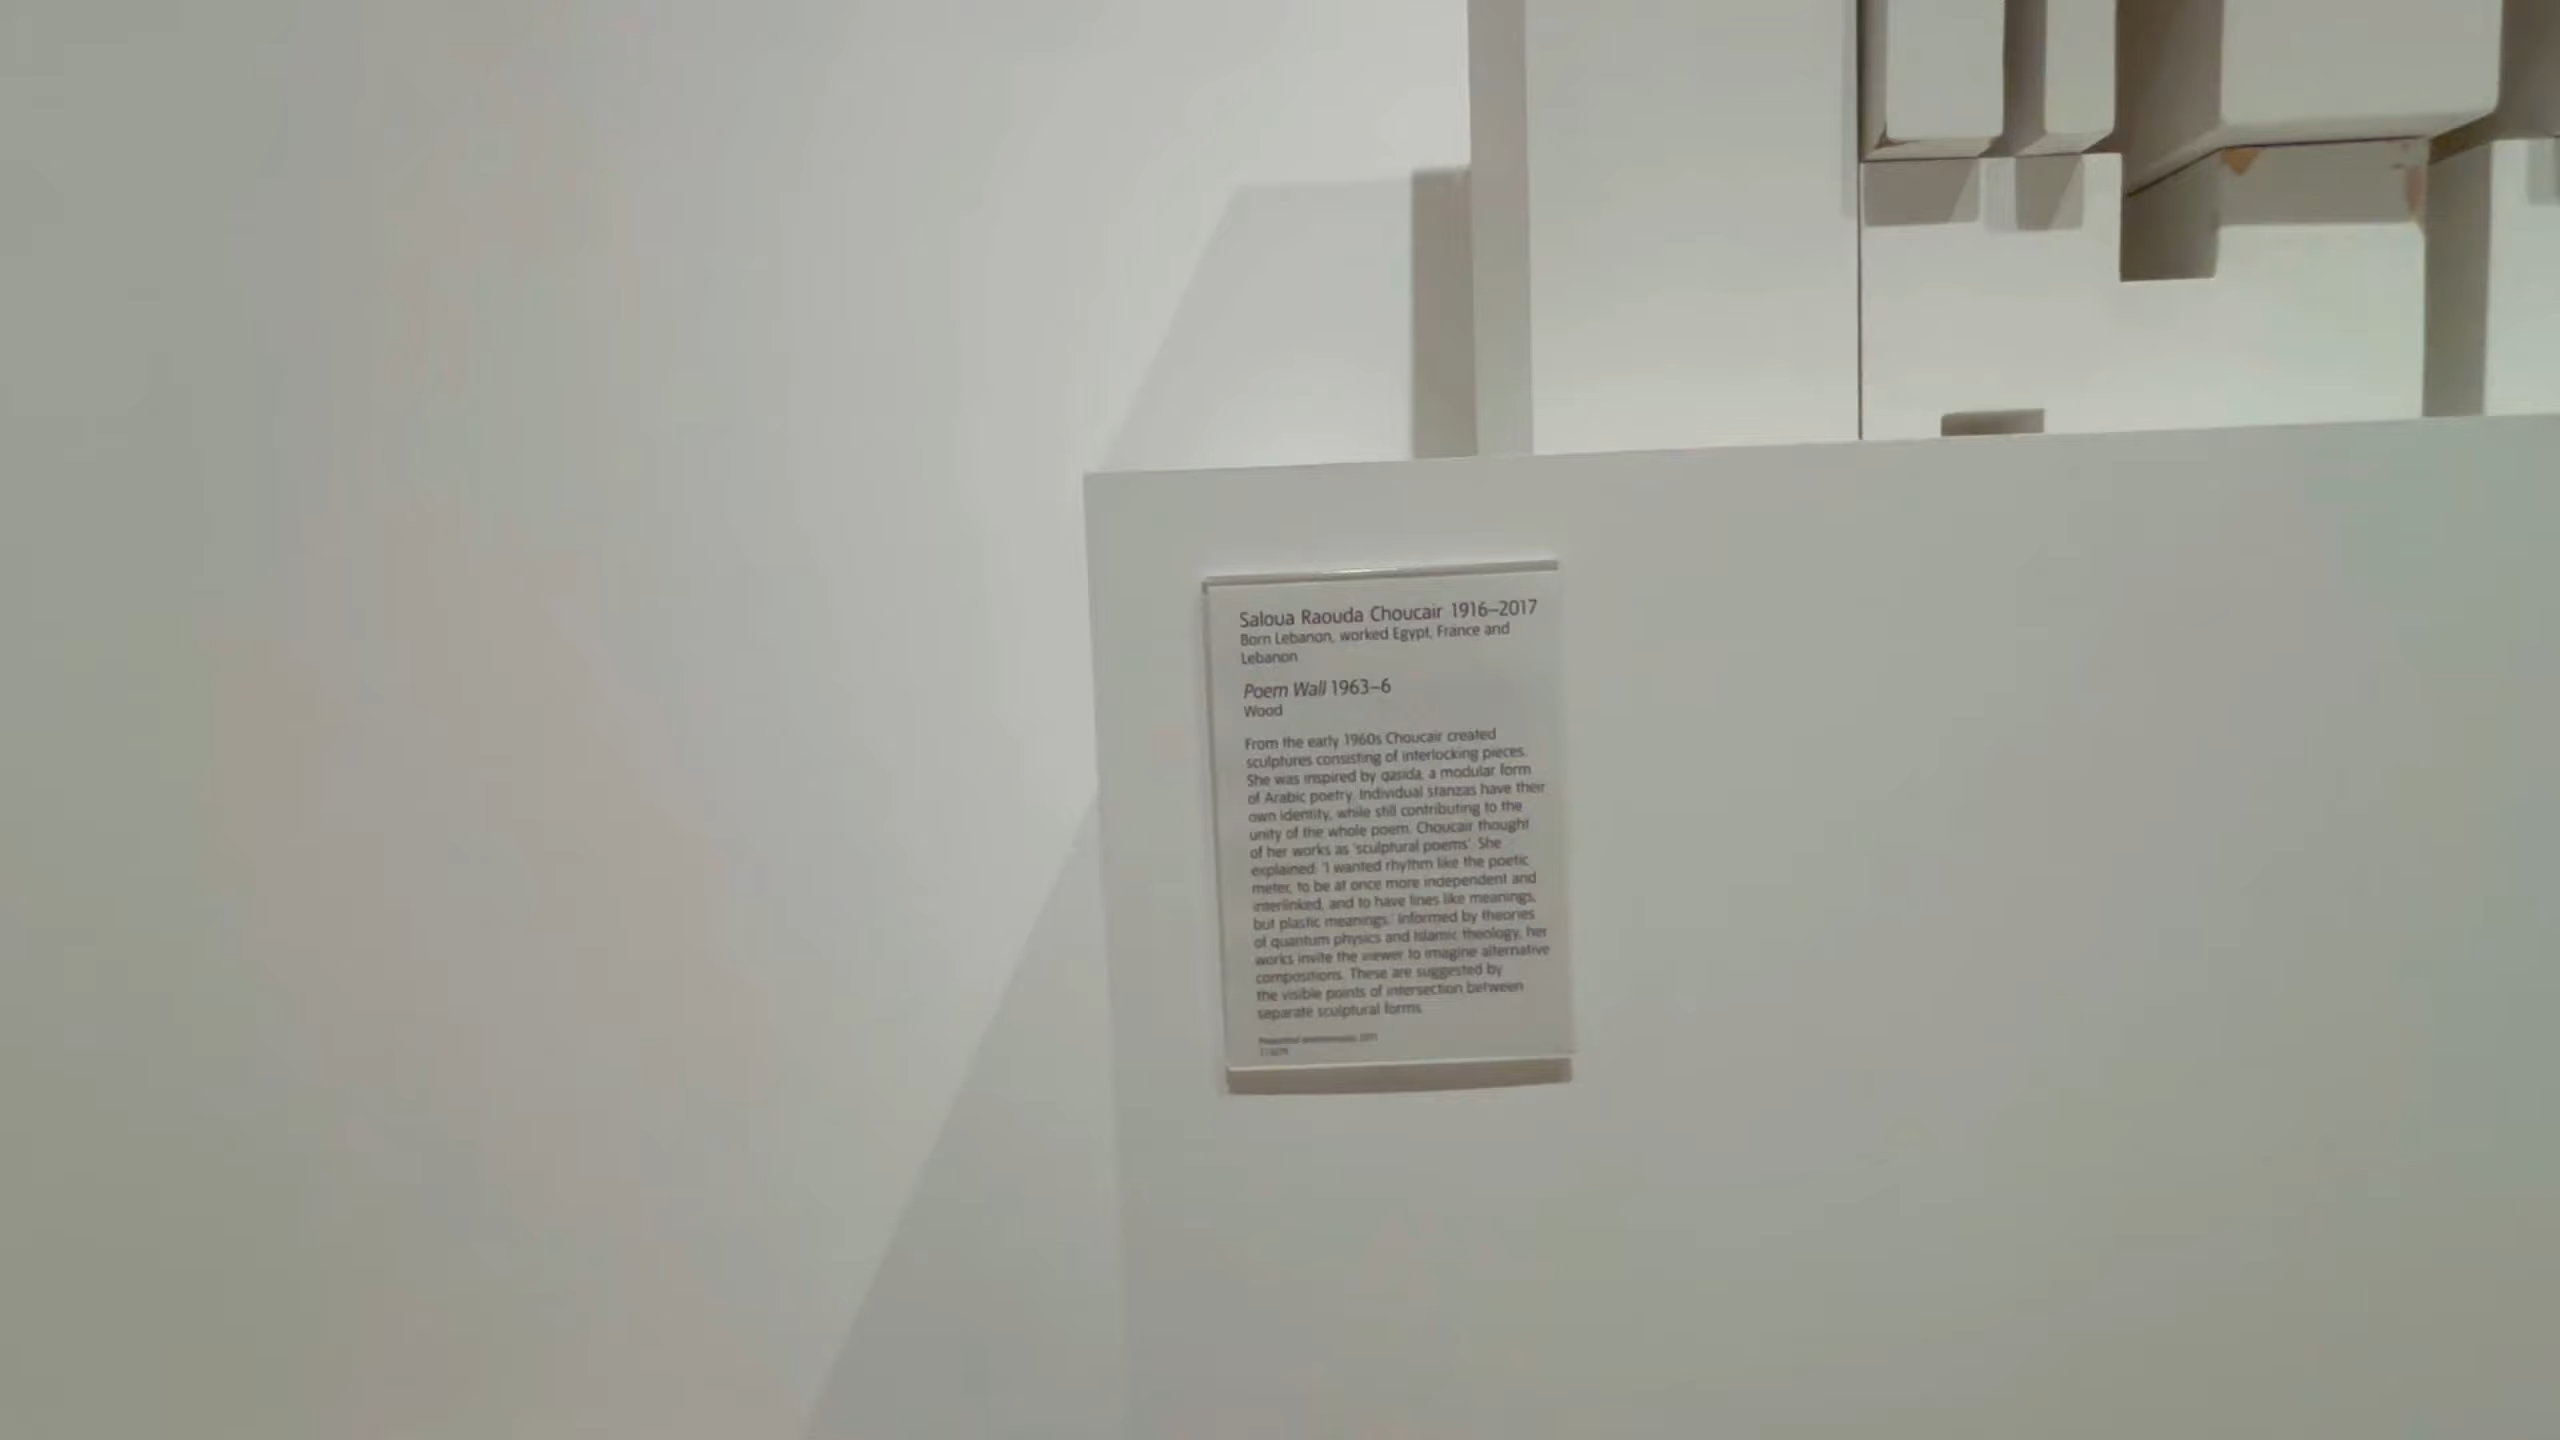 Saloua Raouda Choucair 1916–2017
Born Lebanon, worked Egypt, France and
Lebanon
Poem Wall 1963–6
Wood
From the early 1960s Choucair created
sculptures consisting of interlocking pieces.
She was inspired by qasida, a modular form
of Arabic poetry. Individual stanzas have their
own identity, while still contributing to the
unity of the whole poem. Choucair thought
of her works as 'sculptural poems'. She
explained: 'I wanted rhythm like the poetic
meter, to be at once more independent and
interlinked, and to have lines like meanings,
but plastic meanings.' Informed by theories
of quantum physics and Islamic theology, her
works invite the viewer to imagine alternative
compositions. These are suggested by
the visible points of intersection between
separate sculptural forms.
Presented